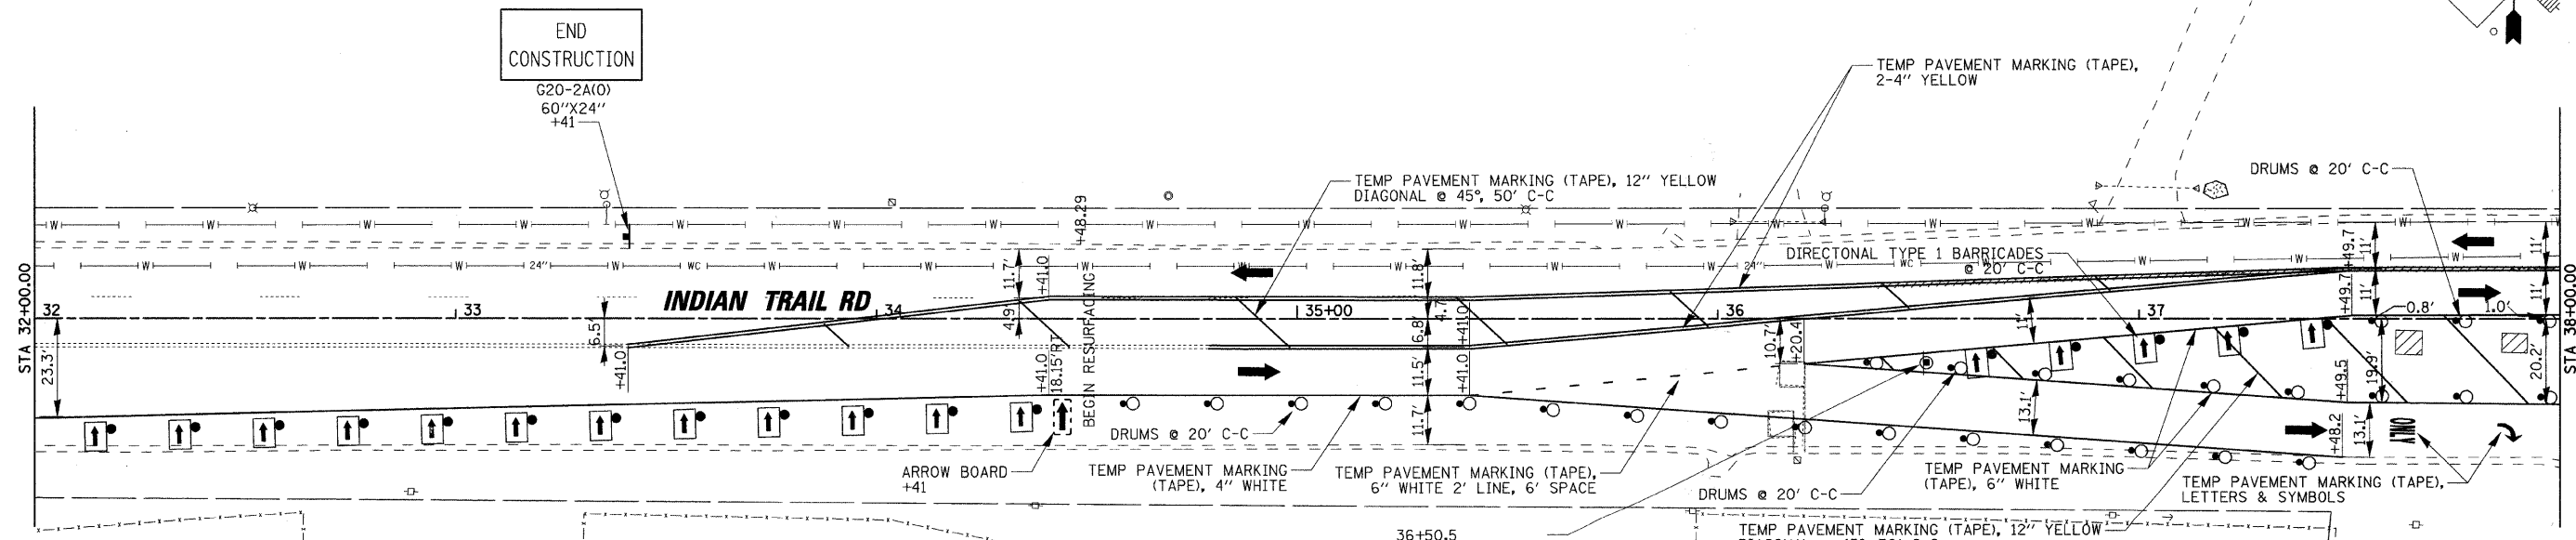 END
CONSTRUCTION
G20-2A(O)
60"X24"
+41
TEMP PAVEMENT MARKING (TAPE),
2-4" YELLOW
DRUMS @ 20' C-C
TEMP PAVEMENT MARKING (TAPE), 12" YELLOW
DIAGONAL @ 45°, 50' C-C
DIRECTONAL TYPE 1 BARRICADES
@ 20' C-C
+48.29
BEGIN RESURFACING
W W W W W W W W W W W W W W W W
W W W 24" W WC W W W W W W 24" W WC W W W
STA 32+00.00
32
33
INDIAN TRAIL RD
34
35+00
36
37
STA 38+00.00
23.3'
6.5'
+41.0
11.7'
4.9'
+41.0
+41.0
18.15'RT
11.8'
4.7'
6.8'
+41.0
11.5'
+41.0
11.7'
10.7'
+20.4
11'
13.1'
11'
+49.7
11'
+49.7
0.8'
1.0'
11'
11'
19.9'
+49.5
20.2'
+48.2
13.1'
ONLY
ARROW BOARD
+41
DRUMS @ 20' C-C
TEMP PAVEMENT MARKING
(TAPE), 4" WHITE
TEMP PAVEMENT MARKING (TAPE),
6" WHITE 2' LINE, 6' SPACE
DRUMS @ 20' C-C
TEMP PAVEMENT MARKING
(TAPE), 6" WHITE
TEMP PAVEMENT MARKING (TAPE),
LETTERS & SYMBOLS
36+50.5
TEMP PAVEMENT MARKING (TAPE), 12" YELLOW